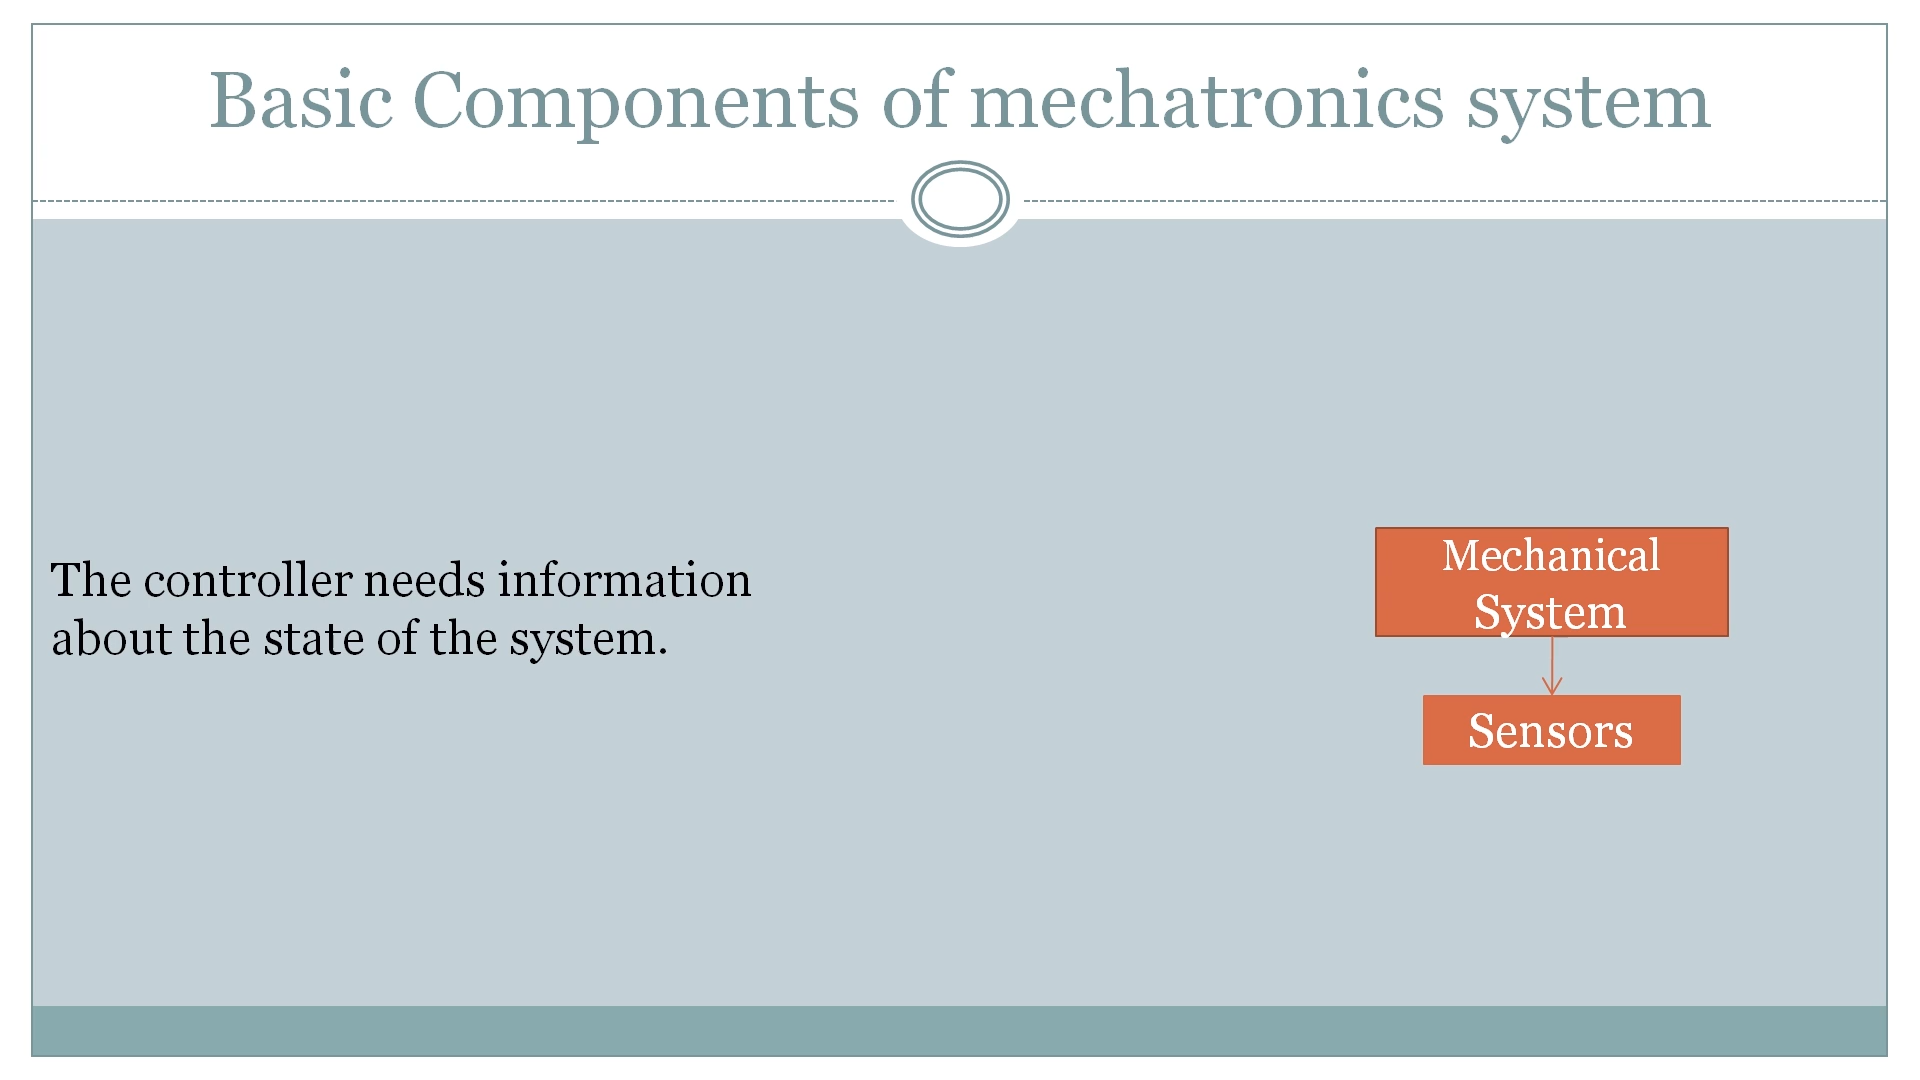 Basic Components of mechatronics system
The controller needs information
about the state of the system.
Mechanical
System
Sensors